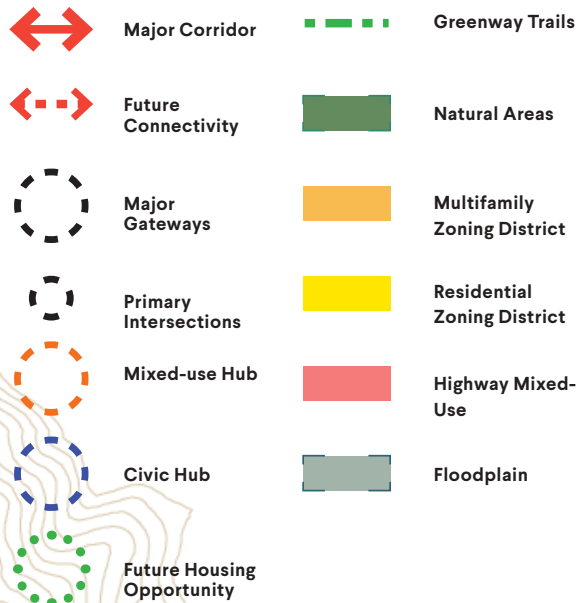 Major Corridor
Future
Connectivity
Major
Gateways
Primary
Intersections
Mixed-use Hub
Civic Hub
Future Housing
Opportunity
Greenway Trails
Natural Areas
Multifamily
Zoning District
Residential
Zoning District
Highway Mixed-
Use
Floodplain